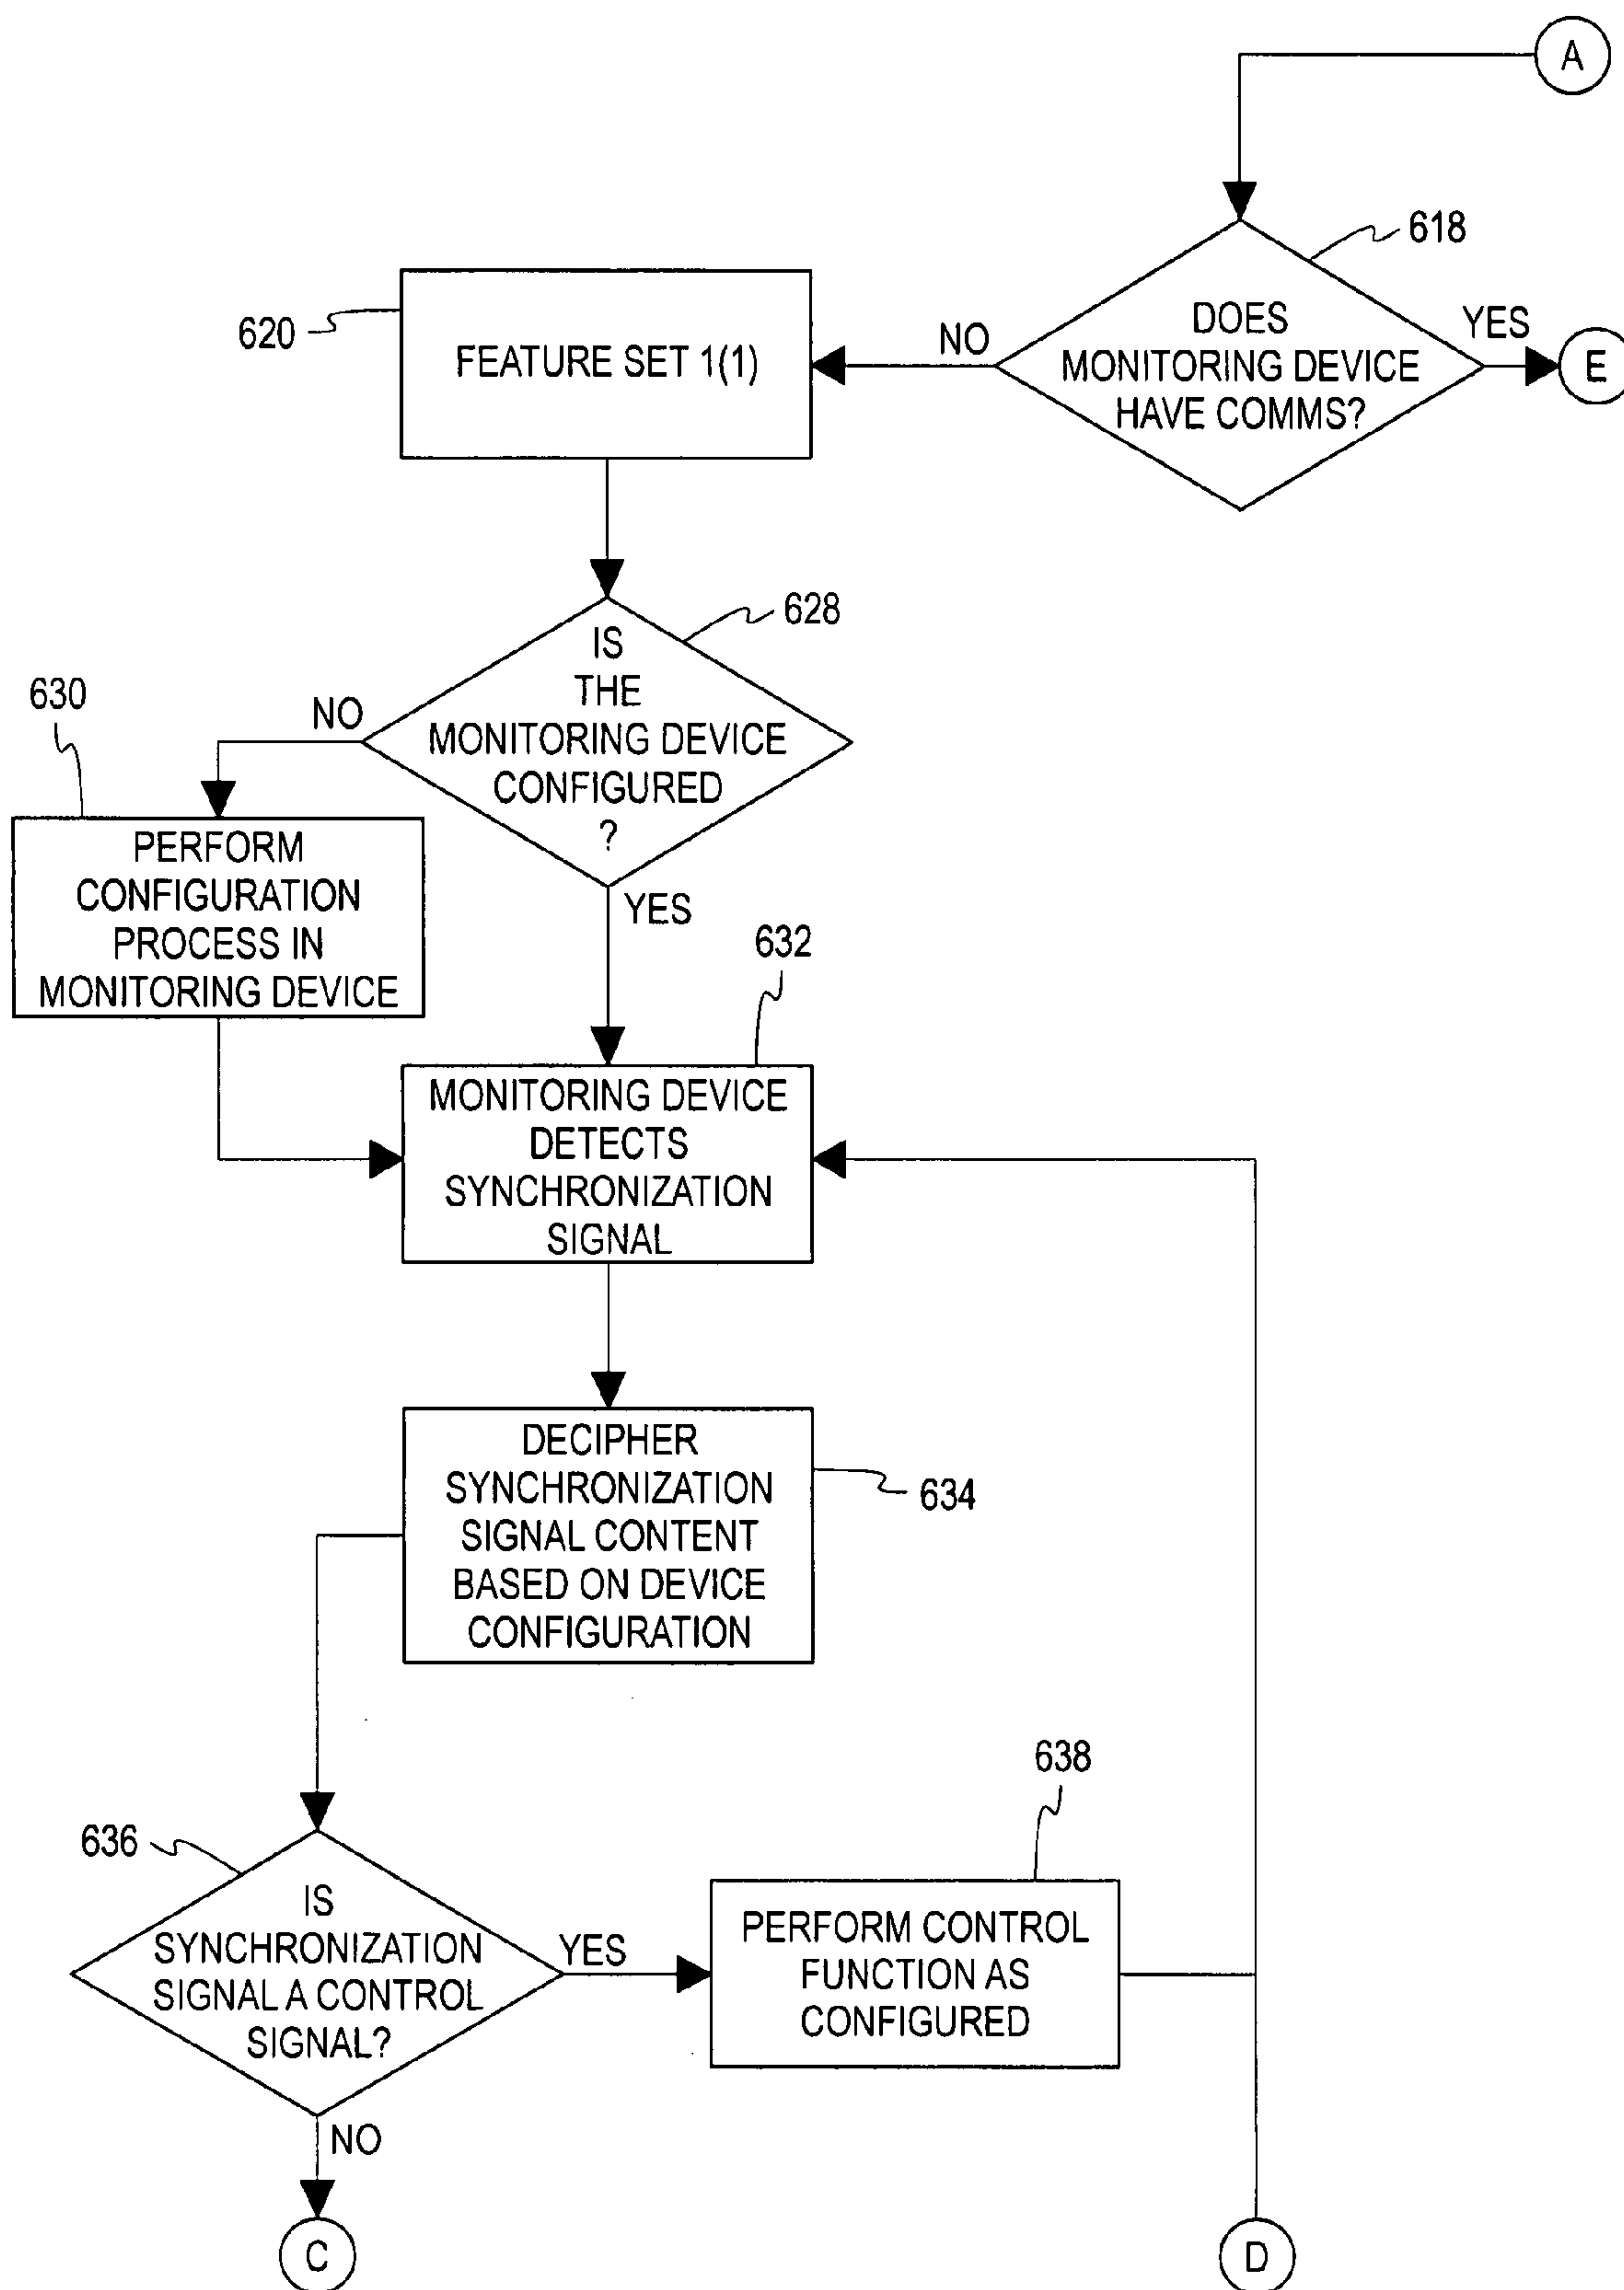 A
618
DOES
MONITORING DEVICE
HAVE COMMS?
YES
E
NO
620
FEATURE SET 1(1)
628
IS
THE
MONITORING DEVICE
CONFIGURED
?
NO
630
PERFORM
CONFIGURATION
PROCESS IN
MONITORING DEVICE
YES
632
MONITORING DEVICE
DETECTS
SYNCHRONIZATION
SIGNAL
DECIPHER
SYNCHRONIZATION
SIGNAL CONTENT
BASED ON DEVICE
CONFIGURATION
634
636
IS
SYNCHRONIZATION
SIGNAL A CONTROL
SIGNAL?
YES
638
PERFORM CONTROL
FUNCTION AS
CONFIGURED
NO
C
D